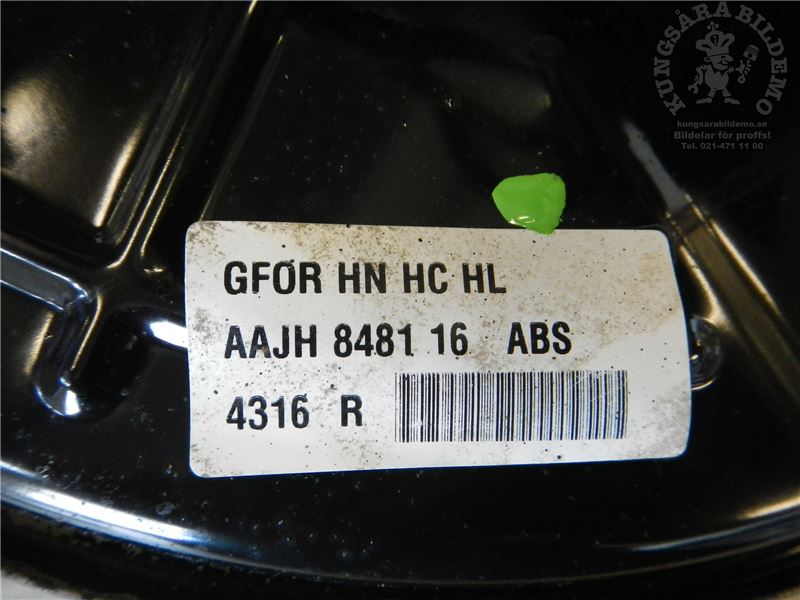 KUNGSÅRA BILDEMO
kungsarabildemo.se
Bildelar för proffs!
Tel. 021-471 11 00
GFÖR HN HC HL
AAJH 8481 16 ABS
4316 R